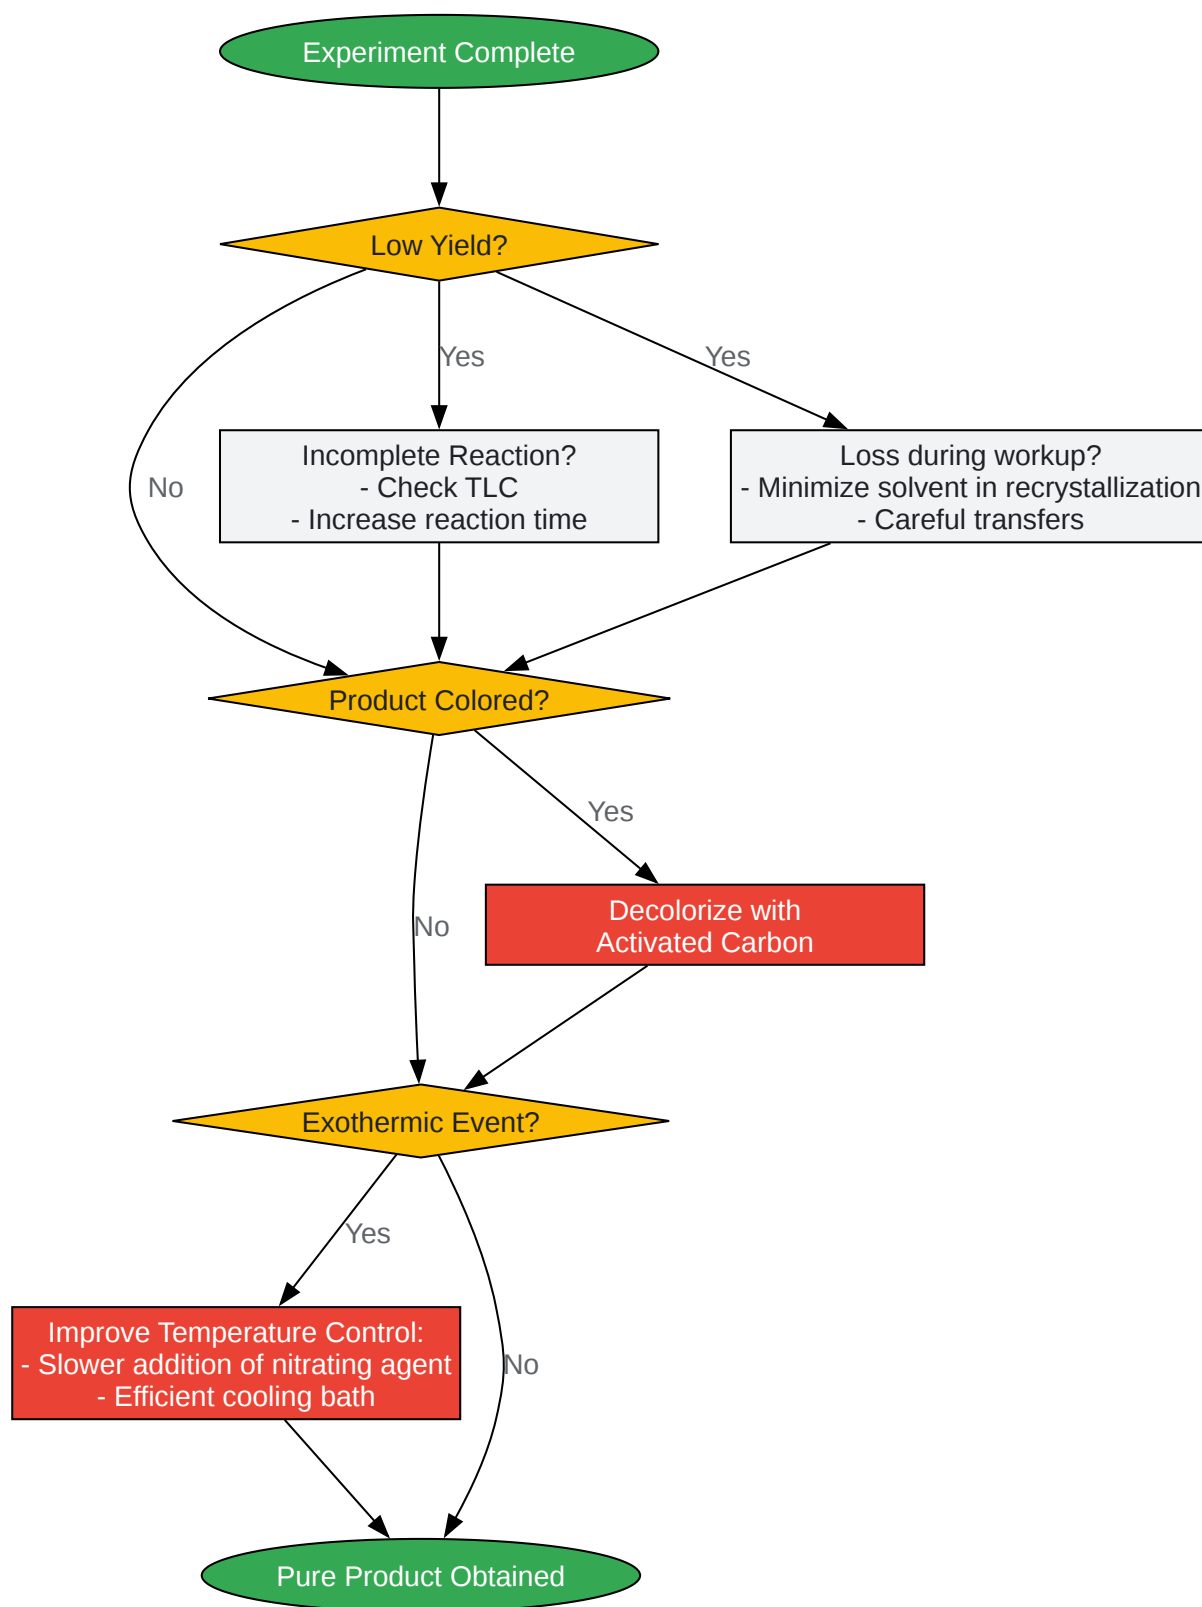 Experiment Complete
Low Yield?
Yes
Yes
No
Incomplete Reaction?
- Check TLC
- Increase reaction time
Loss during workup?
- Minimize solvent in recrystallization
- Careful transfers
Product Colored?
Yes
No
Decolorize with
Activated Carbon
Exothermic Event?
Yes
No
Improve Temperature Control:
- Slower addition of nitrating agent
- Efficient cooling bath
Pure Product Obtained